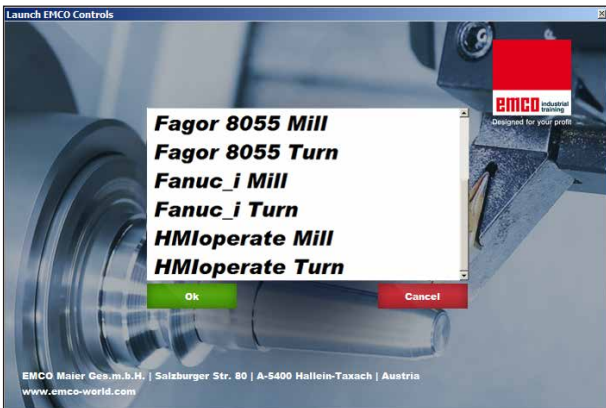 Launch EMCO Controls
emco industrial
training
Designed for your profit
Fagor 8055 Mill
Fagor 8055 Turn
Fanuc_i Mill
Fanuc_i Turn
HMIoperate Mill
HMIoperate Turn
Ok Cancel
EMCO Maier Ges.m.b.H. | Salzburger Str. 80 | A-5400 Hallein-Taxach | Austria
www.emco-world.com